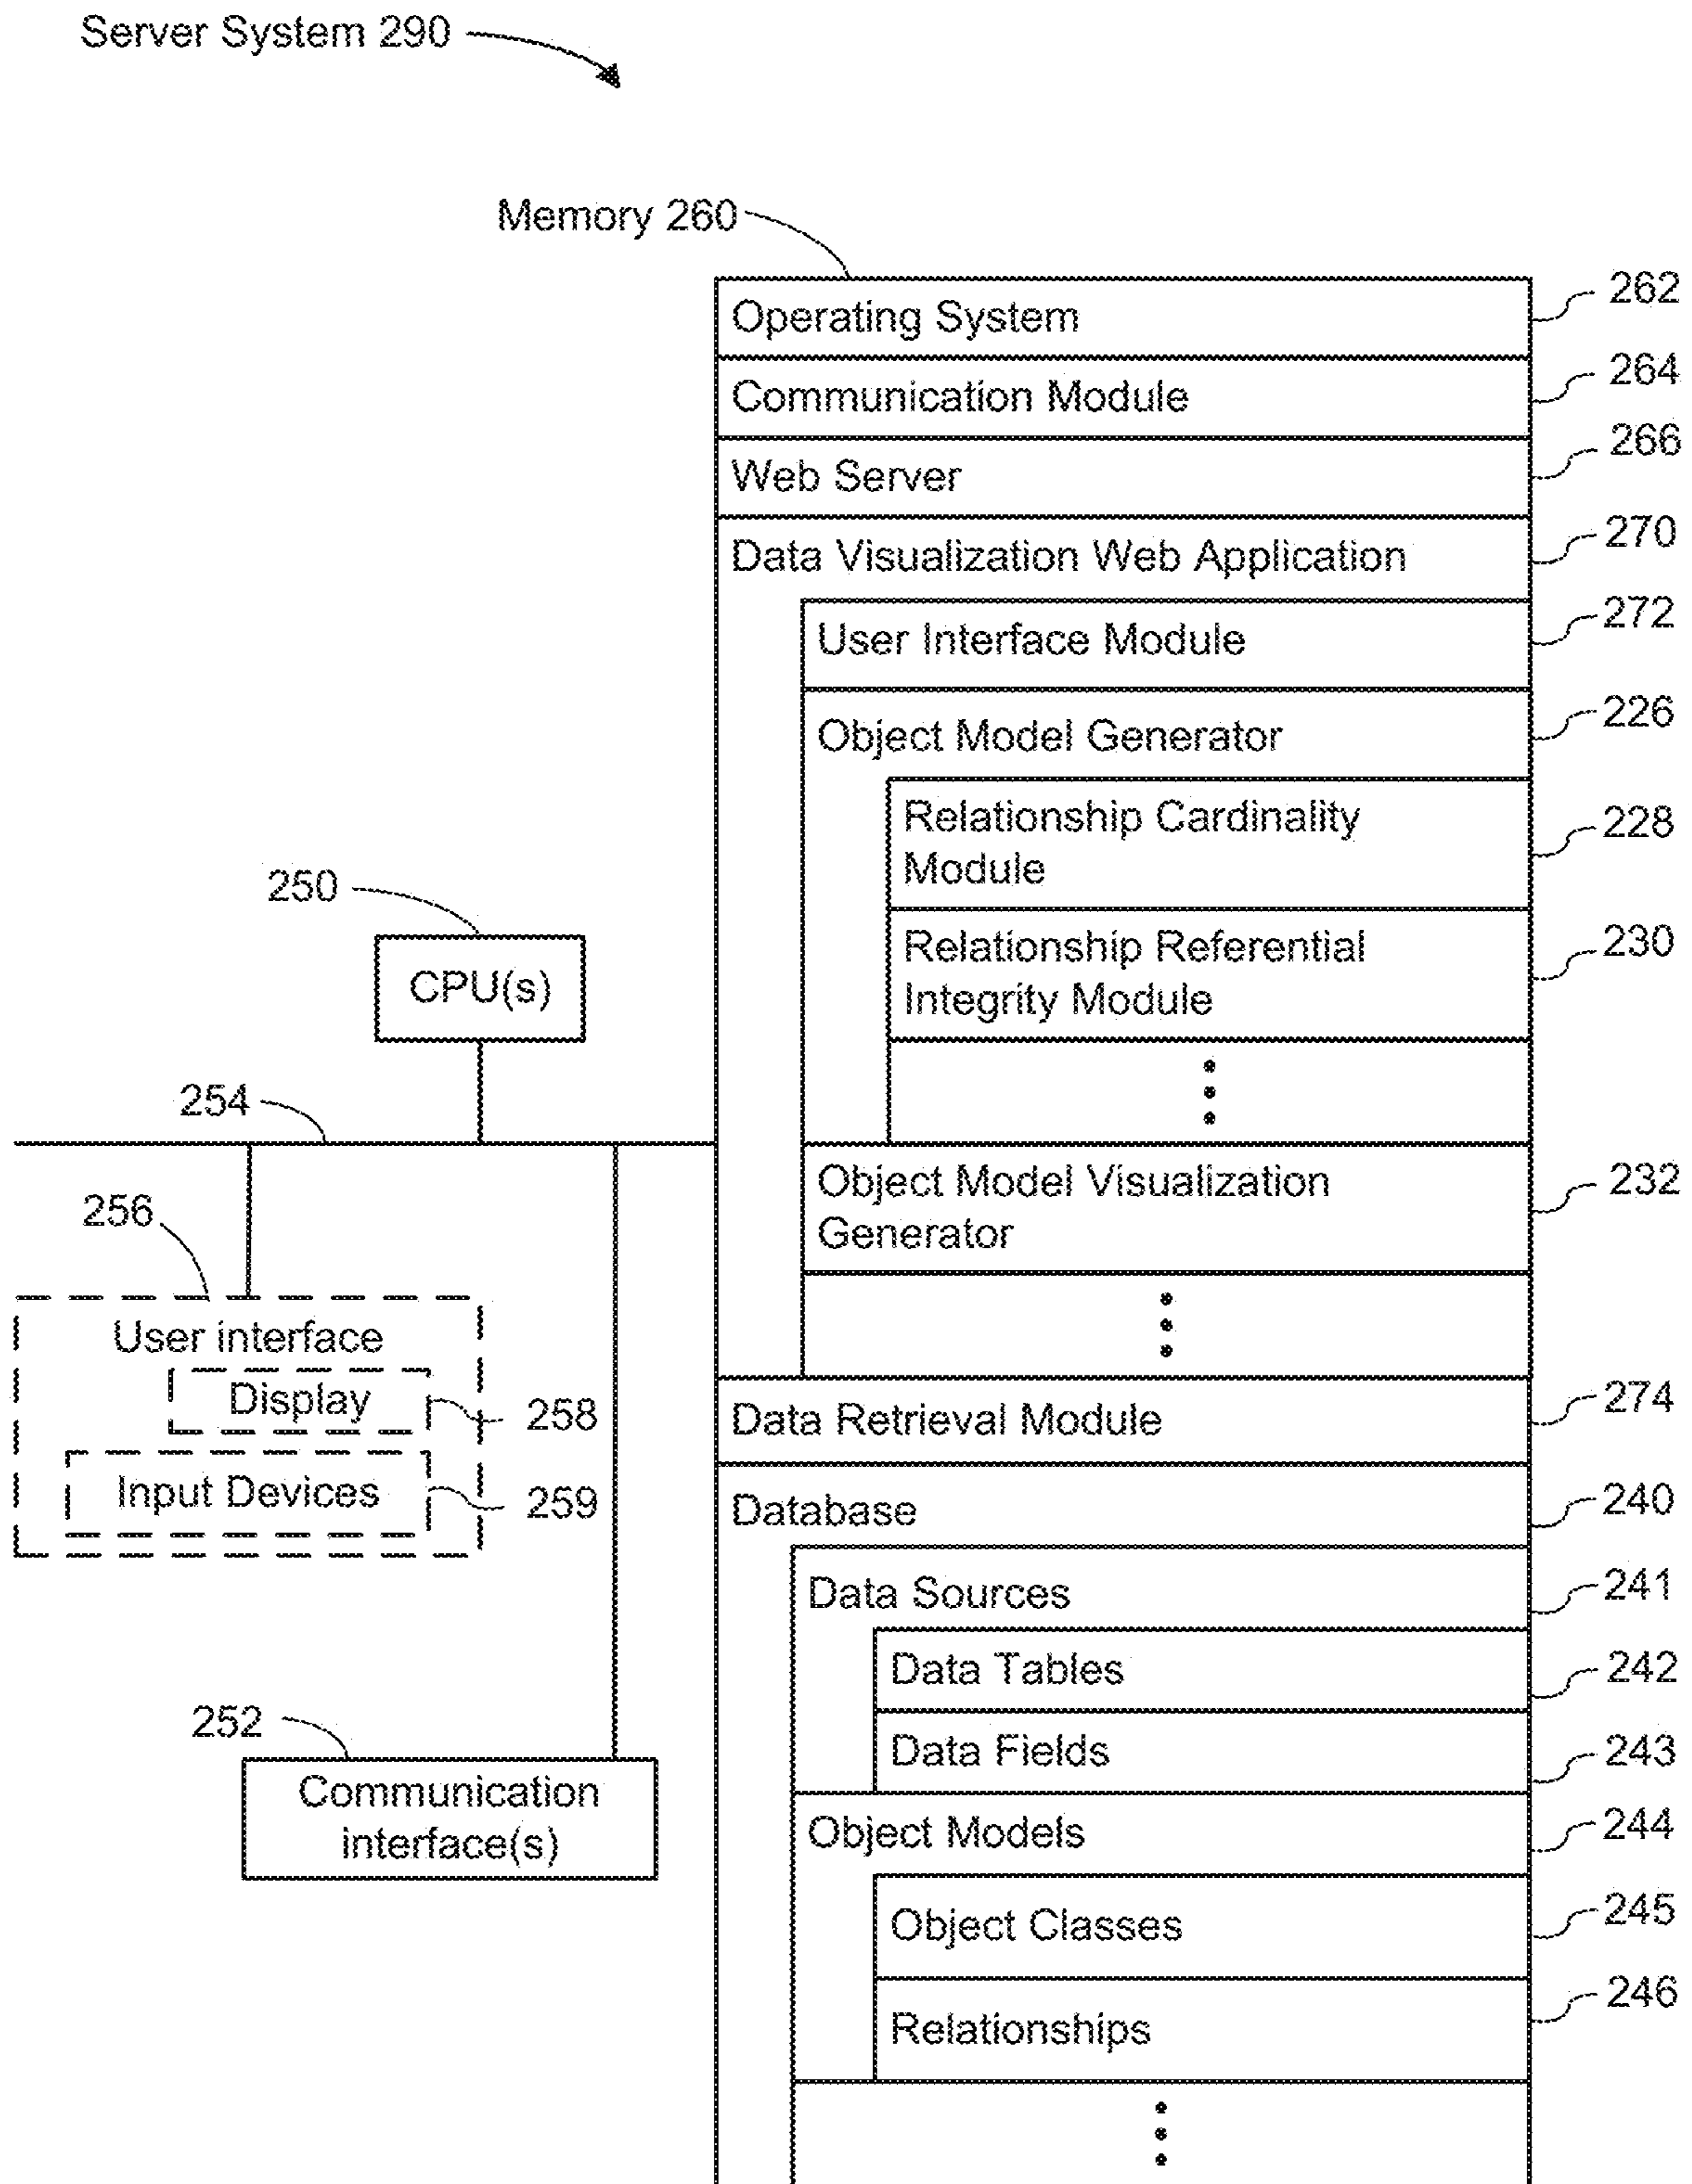 Server System 290
Memory 260
Operating System
262
Communication Module
264
Web Server
266
Data Visualization Web Application
270
User Interface Module
272
Object Model Generator
226
Relationship Cardinality
Module
228
Relationship Referential
Integrity Module
230
Object Model Visualization
Generator
232
Data Retrieval Module
274
Database
240
Data Sources
241
Data Tables
242
Data Fields
243
Object Models
244
Object Classes
245
Relationships
246
250
CPU(s)
254
256
User interface
Display
258
Input Devices
259
252
Communication
interface(s)